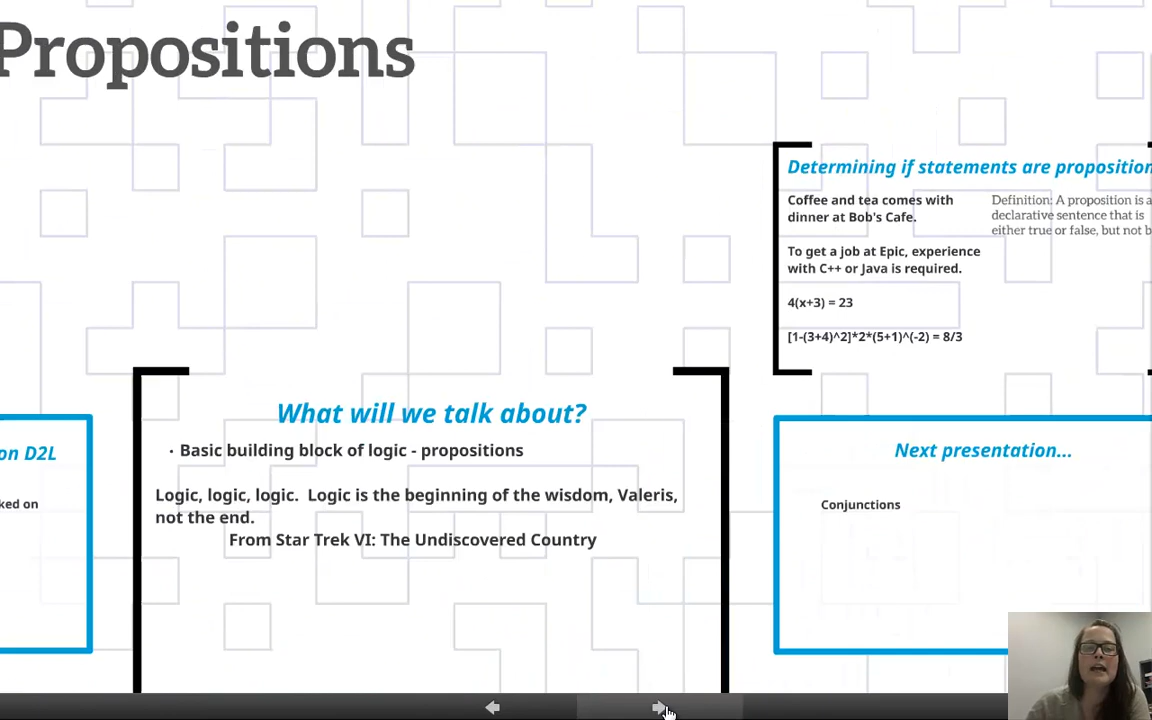 Propositions
Determining if statements are proposition
Coffee and tea comes with
dinner at Bob's Cafe.
Definition: A proposition is a
declarative sentence that is
either true or false, but not b
To get a job at Epic, experience
with C++ or Java is required.
4(x+3) = 23
[1-(3+4)^2]*2*(5+1)^(-2) = 8/3
on D2L
ked on
What will we talk about?
· Basic building block of logic - propositions
Logic, logic, logic. Logic is the beginning of the wisdom, Valeris,
not the end.
From Star Trek VI: The Undiscovered Country
Next presentation...
Conjunctions